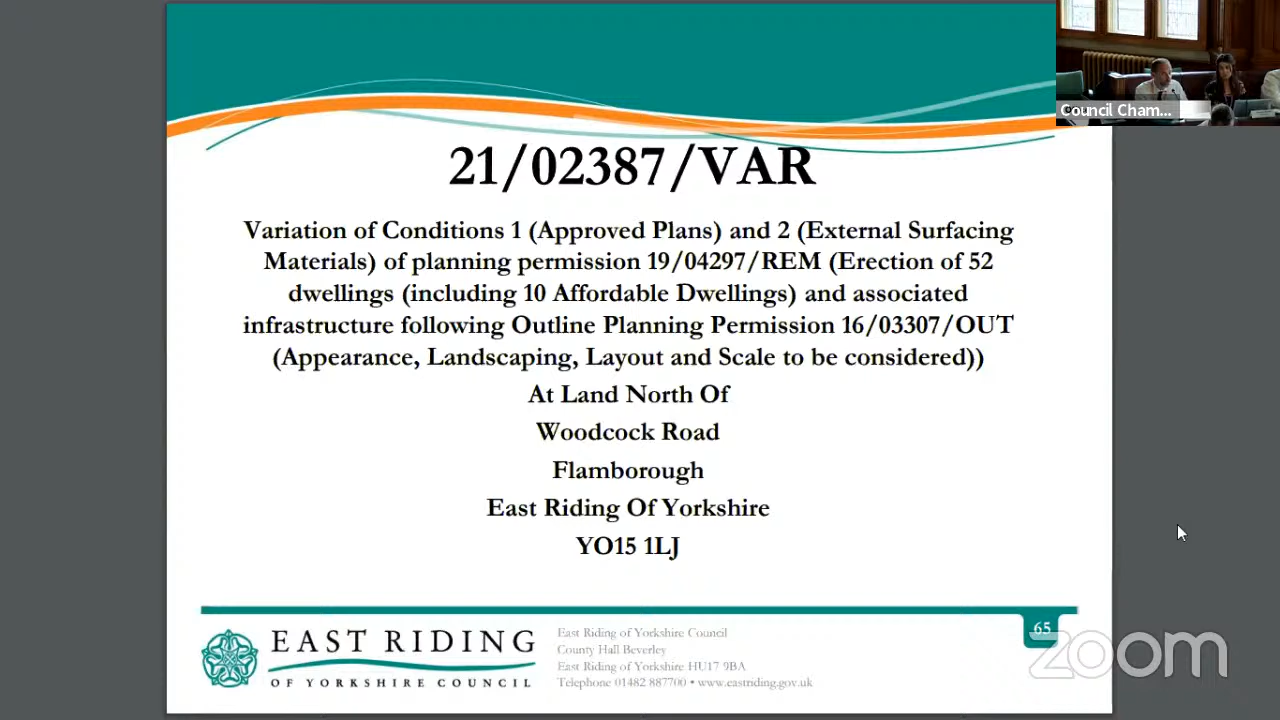 Council Cham...
21/02387/VAR
Variation of Conditions 1 (Approved Plans) and 2 (External Surfacing
Materials) of planning permission 19/04297/REM (Erection of 52
dwellings (including 10 Affordable Dwellings) and associated
infrastructure following Outline Planning Permission 16/03307/OUT
(Appearance, Landscaping, Layout and Scale to be considered))
At Land North Of
Woodcock Road
Flamborough
East Riding Of Yorkshire
YO15 1LJ
65
EAST RIDING
OF YORKSHIRE COUNCIL
East Riding of Yorkshire Council
County Hall Beverley
East Riding of Yorkshire HU17 9BA
Telephone 01482 887700 • www.eastriding.gov.uk
zoom